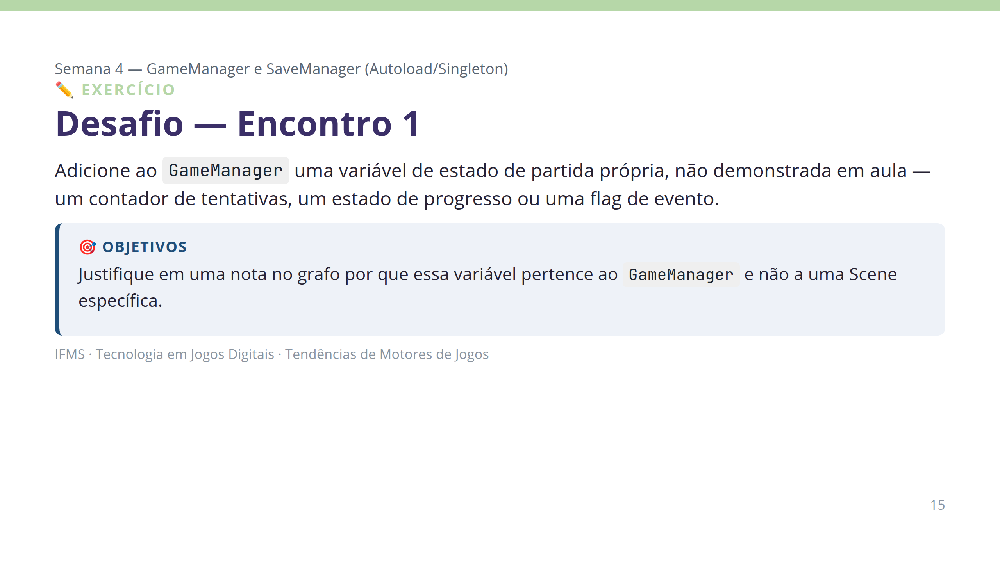 Semana 4 — GameManager e SaveManager (Autoload/Singleton)
✏️ EXERCÍCIO
Desafio — Encontro 1
Adicione ao GameManager uma variável de estado de partida própria, não demonstrada em aula —
um contador de tentativas, um estado de progresso ou uma flag de evento.
🎯 OBJETIVOS
Justifique em uma nota no grafo por que essa variável pertence ao GameManager e não a uma Scene
específica.
IFMS · Tecnologia em Jogos Digitais · Tendências de Motores de Jogos
15